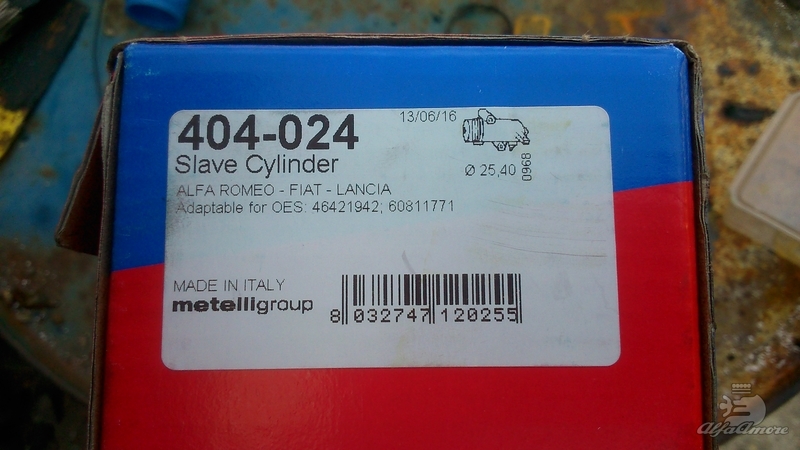 404-024
13/06/16
Slave Cylinder
Ø 25,40
0968
ALFA ROMEO - FIAT - LANCIA
Adaptable for OES: 46421942; 60811771
MADE IN ITALY
metelligroup
8 032747 120255
AlfaAmore